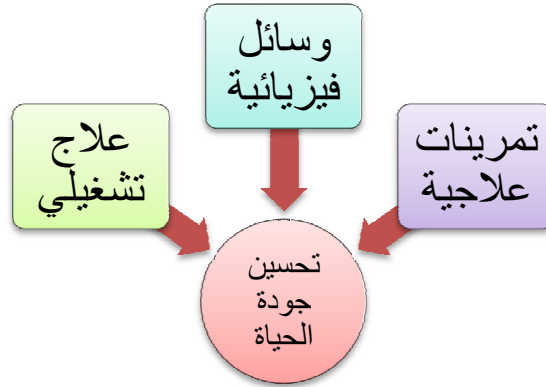 وسائل
فيزيائية
تمرينات
علاجية
علاج
تشغيلي
تحسين
جودة
الحياة